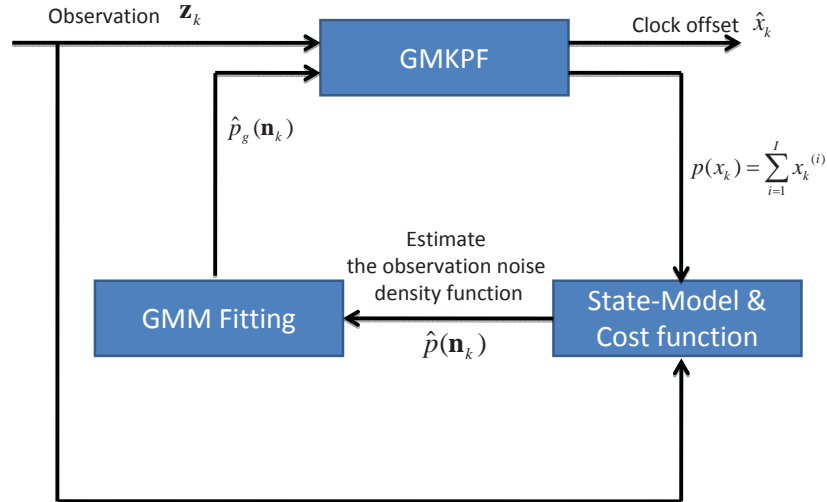 Observation z_k
Clock offset x̂_k
GMKPF
p̂_g(n_k)
p(x_k) = \sum_{i=1}^{I} x_k^{(i)}
Estimate
the observation noise
density function
GMM Fitting
State-Model &
Cost function
p̂(n_k)